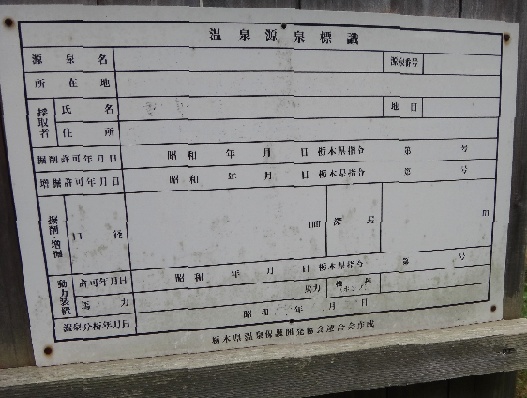 温泉源泉標識
源泉名 源泉番号
所在地
採取者 氏名 地目
住所
掘削許可年月日 昭和 年 月 日 栃木県指令 第 号
増掘許可年月日 昭和 年 月 日 栃木県指令 第 号
掘削・増掘 口径 mm 深 m
動力装置 許可年月日 昭和 年 月 日 栃木県指令 第 号
馬力 馬力
源泉分析年月日 昭和 年 月 日
栃木県温泉保護開発協会連合会作成